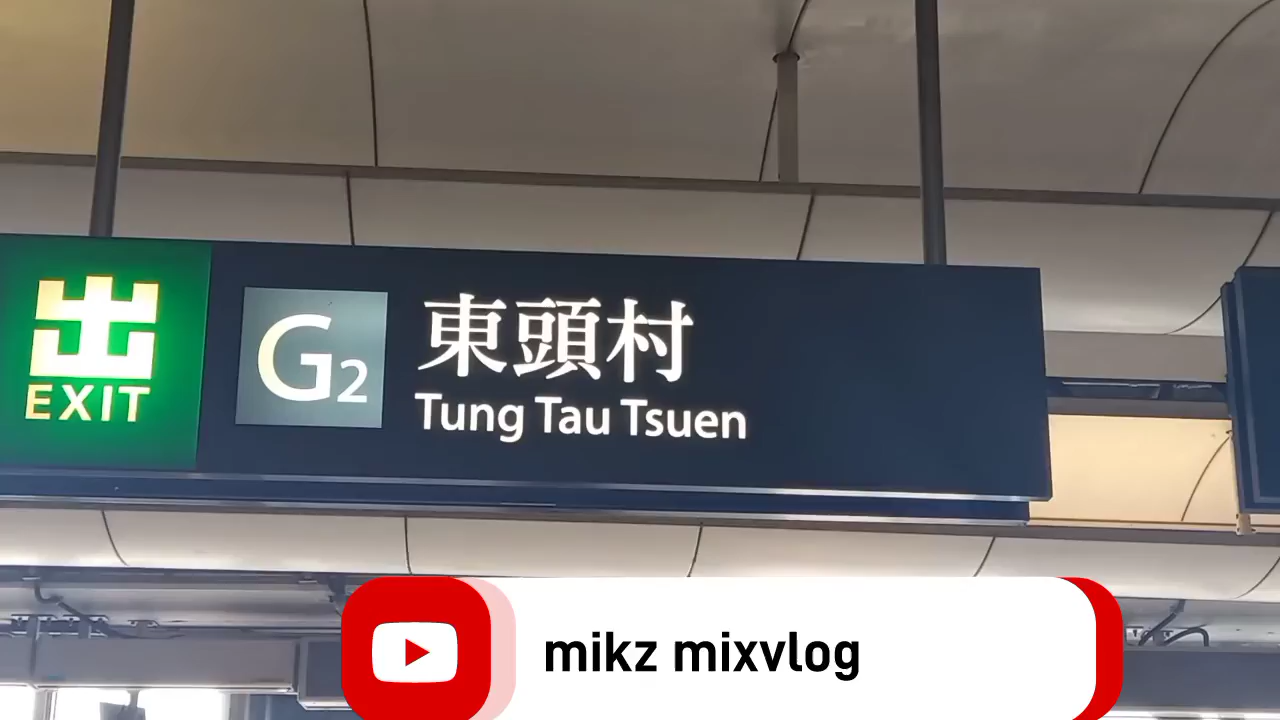 出
EXIT
G2
東頭村
Tung Tau Tsuen
mikz mixvlog